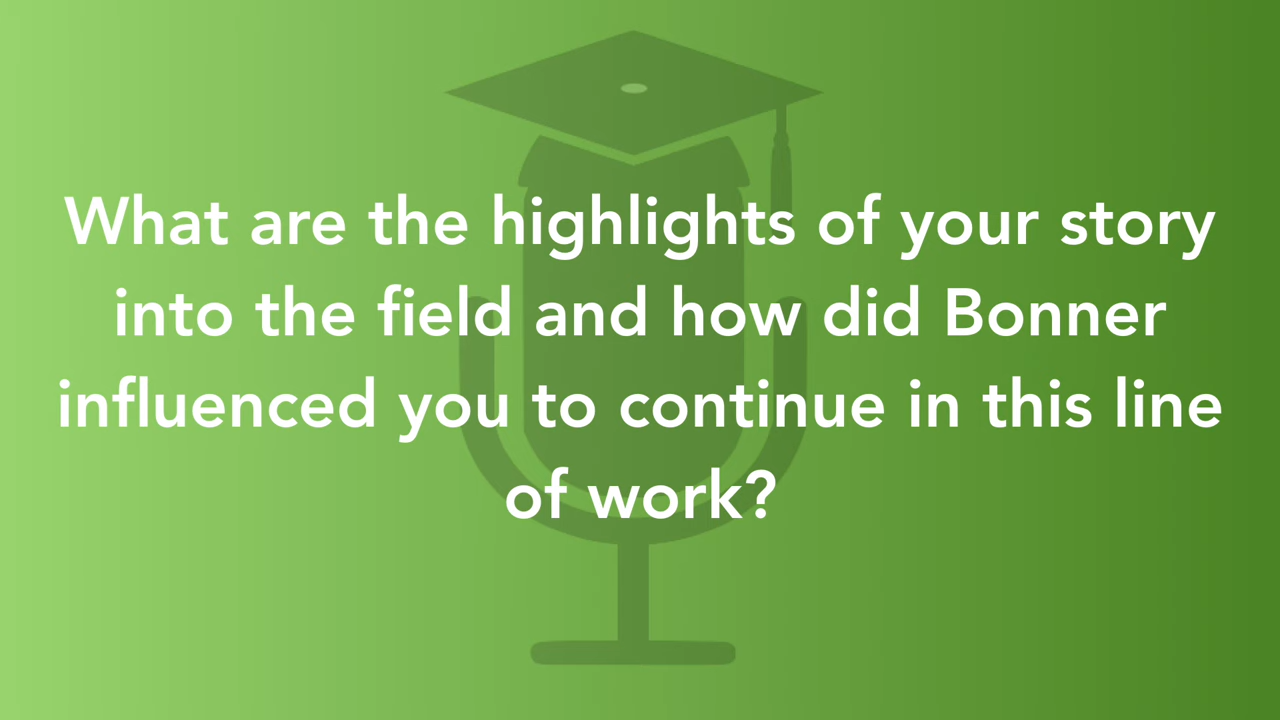 What are the highlights of your story
into the field and how did Bonner
influenced you to continue in this line
of work?